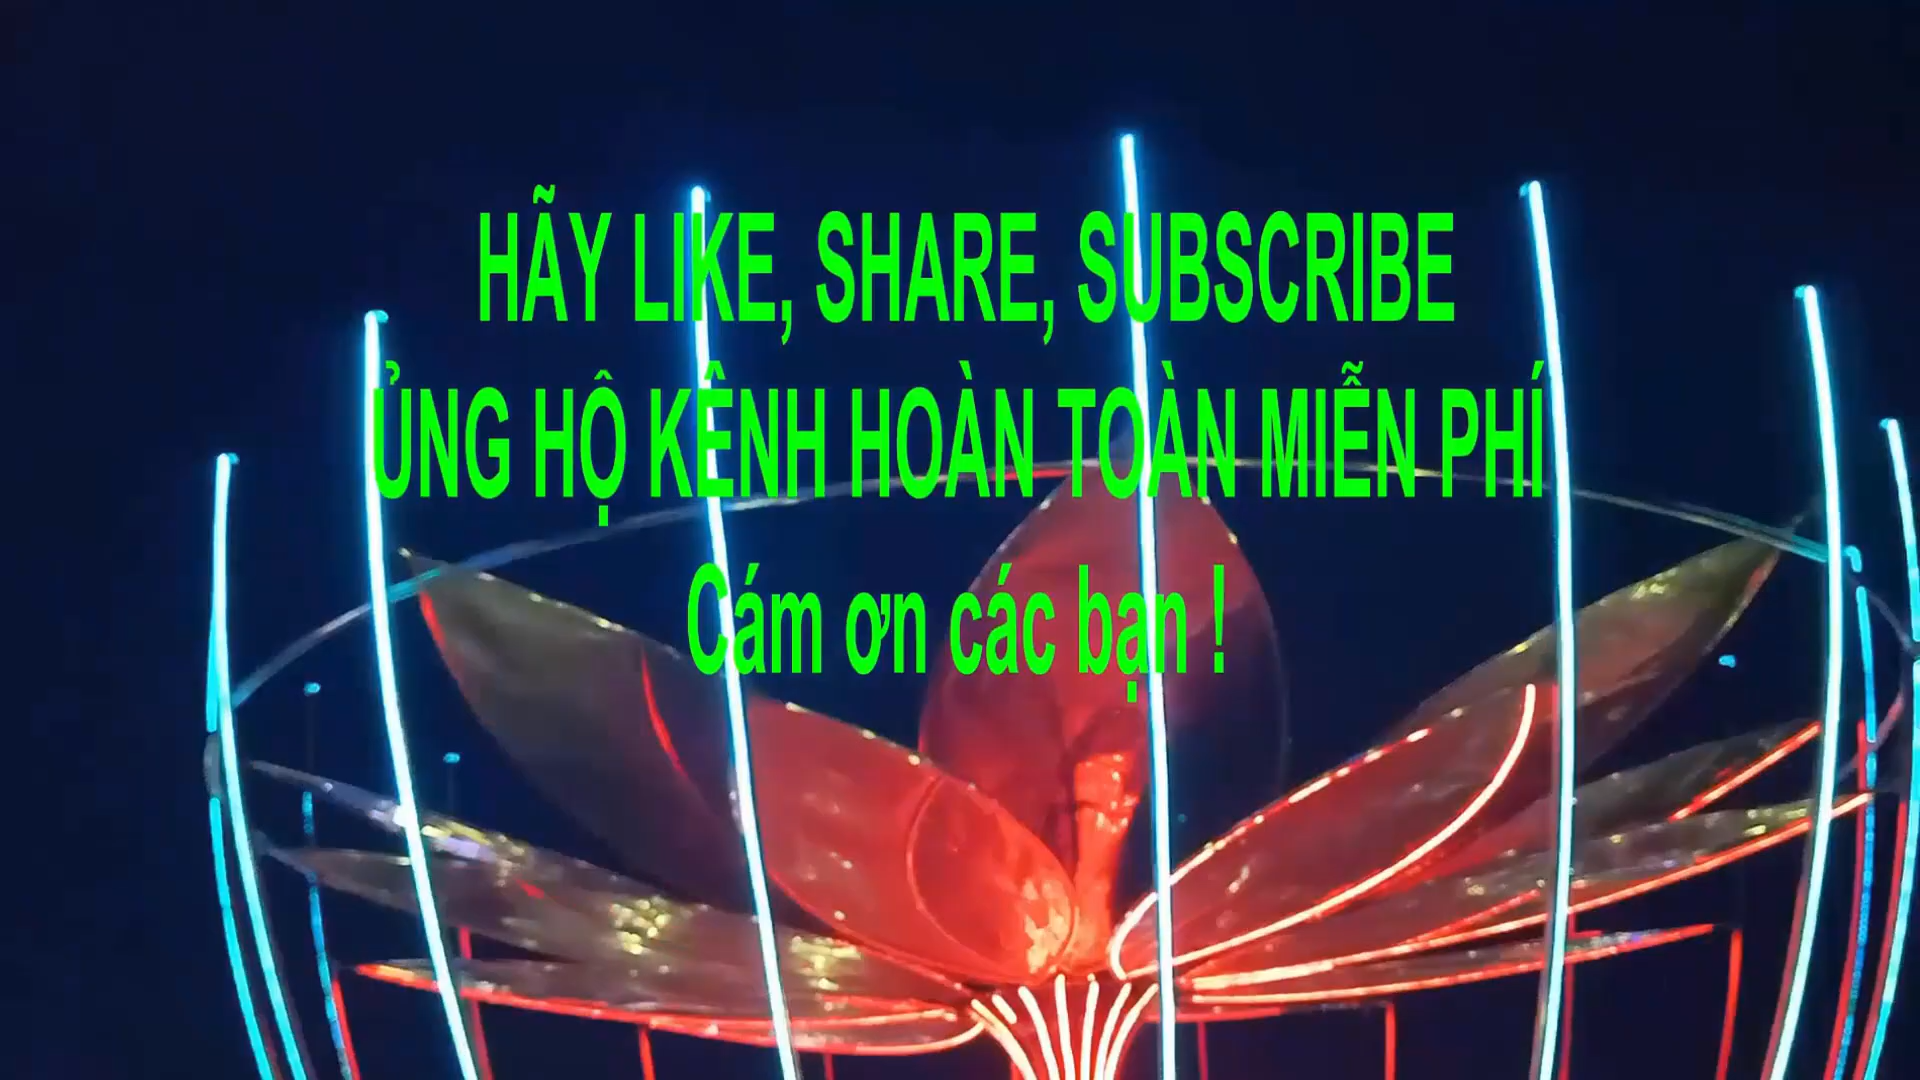 HÃY LIKE, SHARE, SUBSCRIBE
ỦNG HỘ KÊNH HOÀN TOÀN MIỄN PHÍ
Cám ơn các bạn !